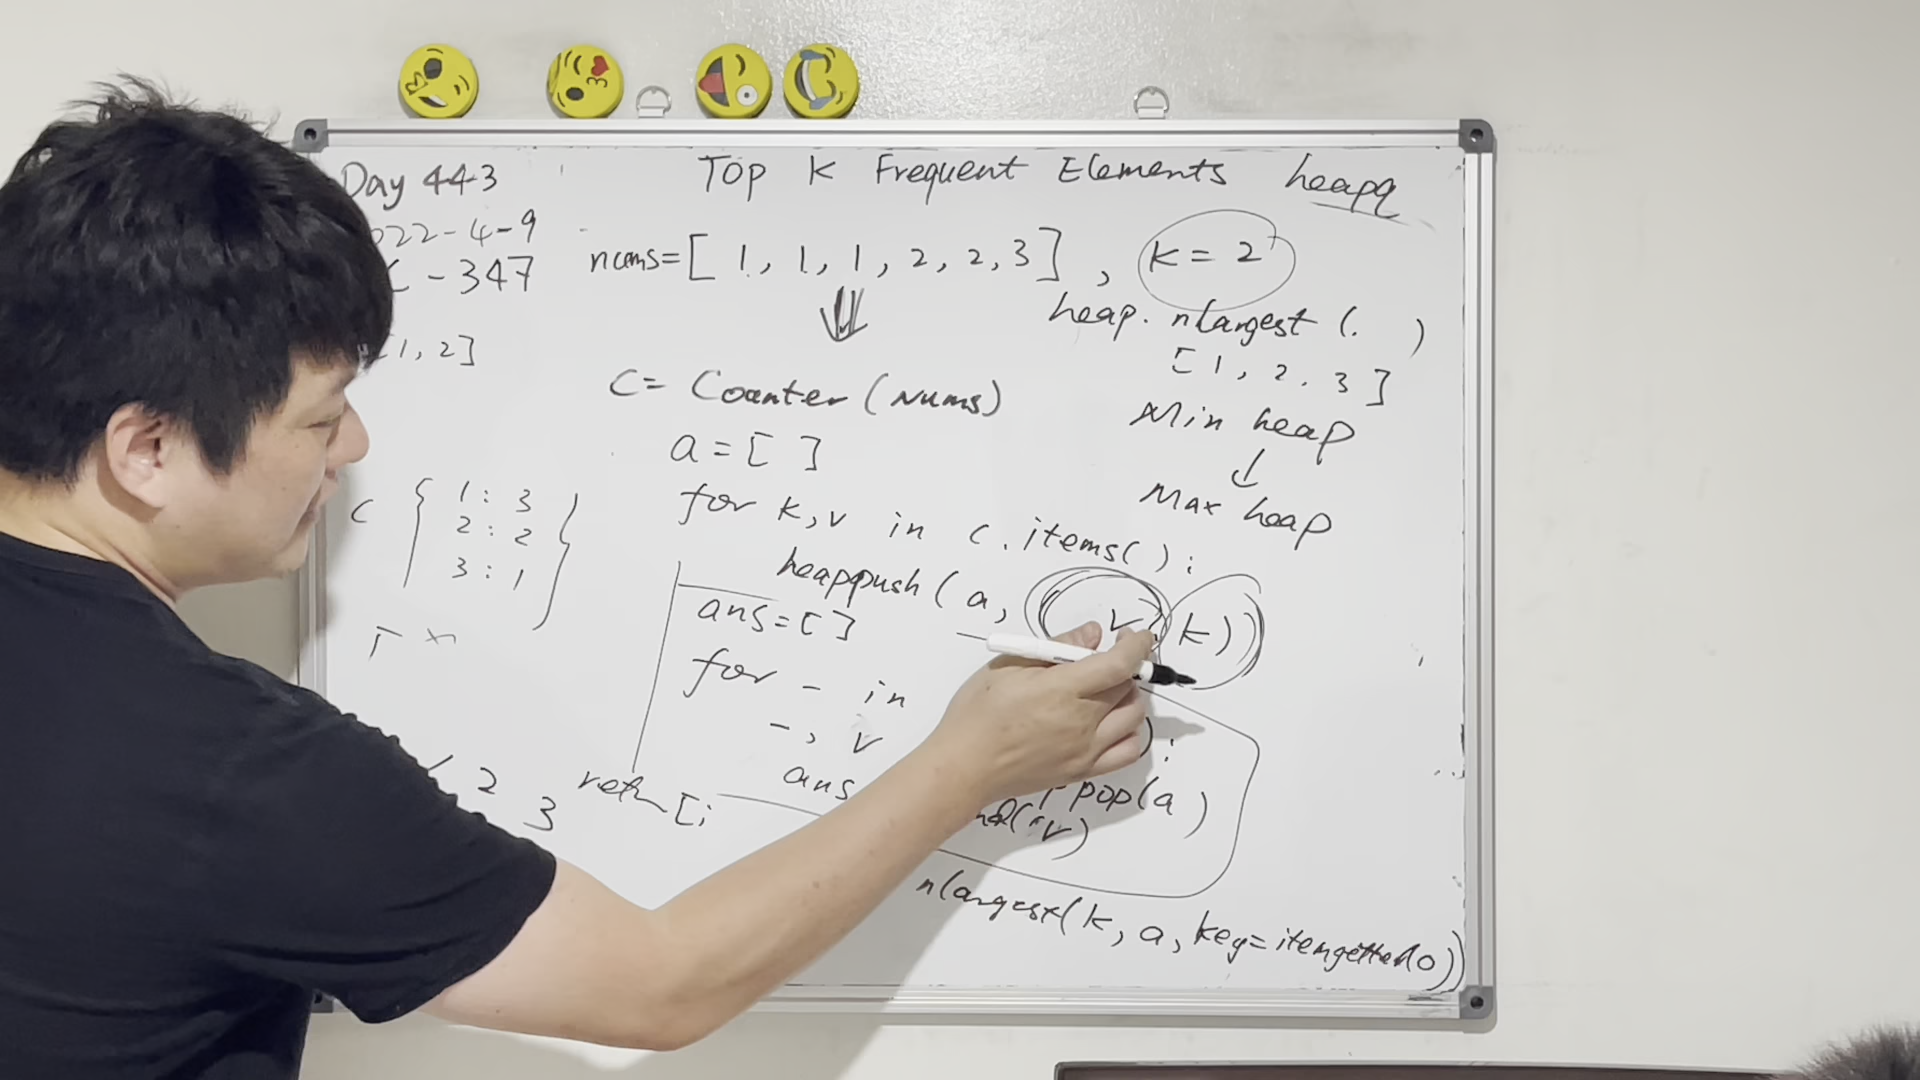 Day 443
Top K Frequent Elements heapq
022-4-9
-347
nums=[1, 1, 1, 2, 2, 3], k=2
1, 2]
heap.nlargest(. )
[1, 2, 3]
C = Counter(nums)
Min heap
a = [ ]
Max heap
C { 1 : 3
2 : 2
3 : 1 }
for k, v in c.items():
heappush(a, v, k))
ans=[]
for - in ):
-, v pop(a)
ans (v)
2
3
return [i
nlargest(k, a, key=itemgetter(0))